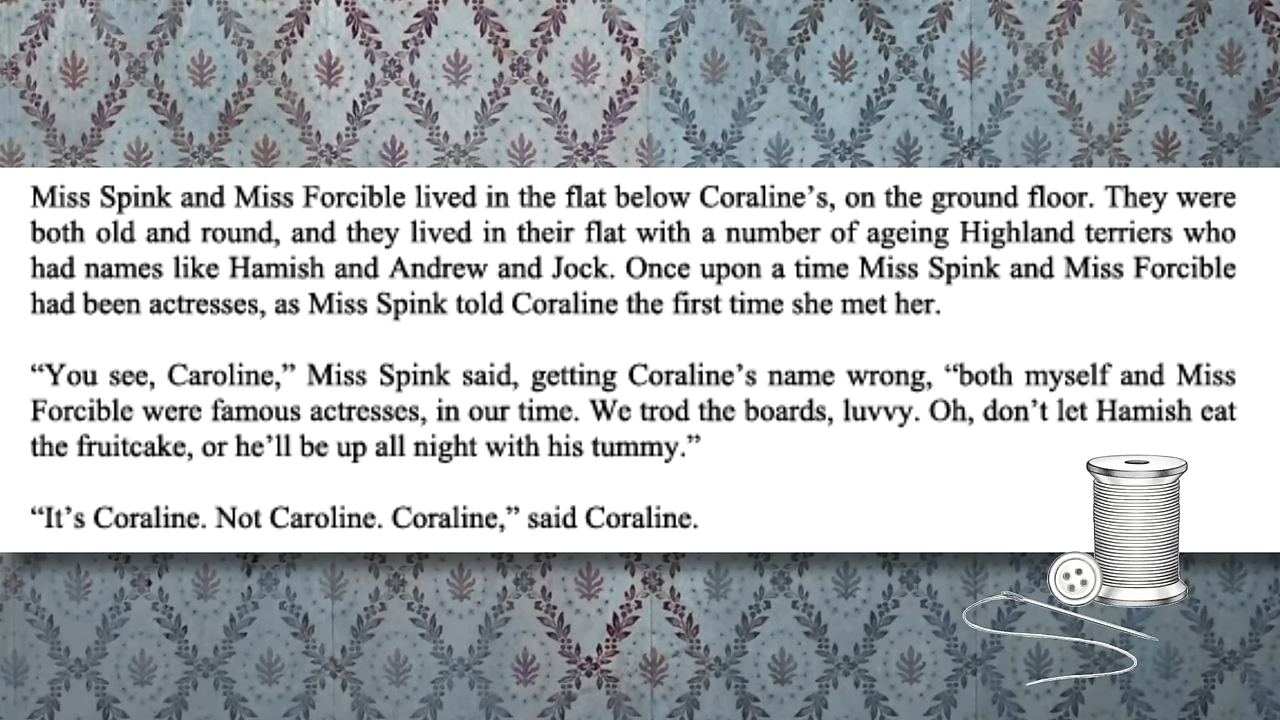 Miss Spink and Miss Forcible lived in the flat below Coraline’s, on the ground floor. They were
both old and round, and they lived in their flat with a number of ageing Highland terriers who
had names like Hamish and Andrew and Jock. Once upon a time Miss Spink and Miss Forcible
had been actresses, as Miss Spink told Coraline the first time she met her.
“You see, Caroline,” Miss Spink said, getting Coraline’s name wrong, “both myself and Miss
Forcible were famous actresses, in our time. We trod the boards, luvvy. Oh, don’t let Hamish eat
the fruitcake, or he’ll be up all night with his tummy.”
“It’s Coraline. Not Caroline. Coraline,” said Coraline.